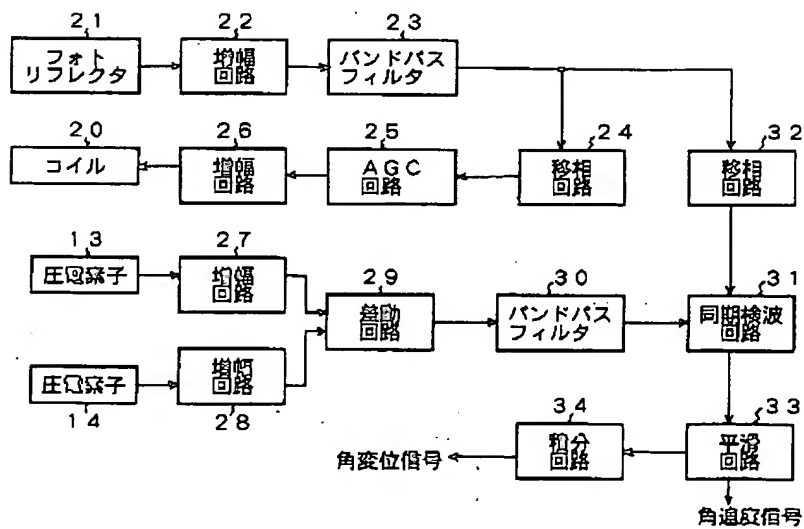 ２１
２２
２３
フォト
リフレクタ
増幅
回路
バンドパス
フィルタ
２０
２６
２５
２４
３２
コイル
増幅
回路
ＡＧＣ
回路
移相
回路
移相
回路
１３
２７
２９
３０
３１
圧電素子
増幅
回路
差動
回路
バンドパス
フィルタ
同期検波
回路
圧電素子
増幅
回路
１４
２８
３４
３３
角変位信号
積分
回路
平滑
回路
角速度信号